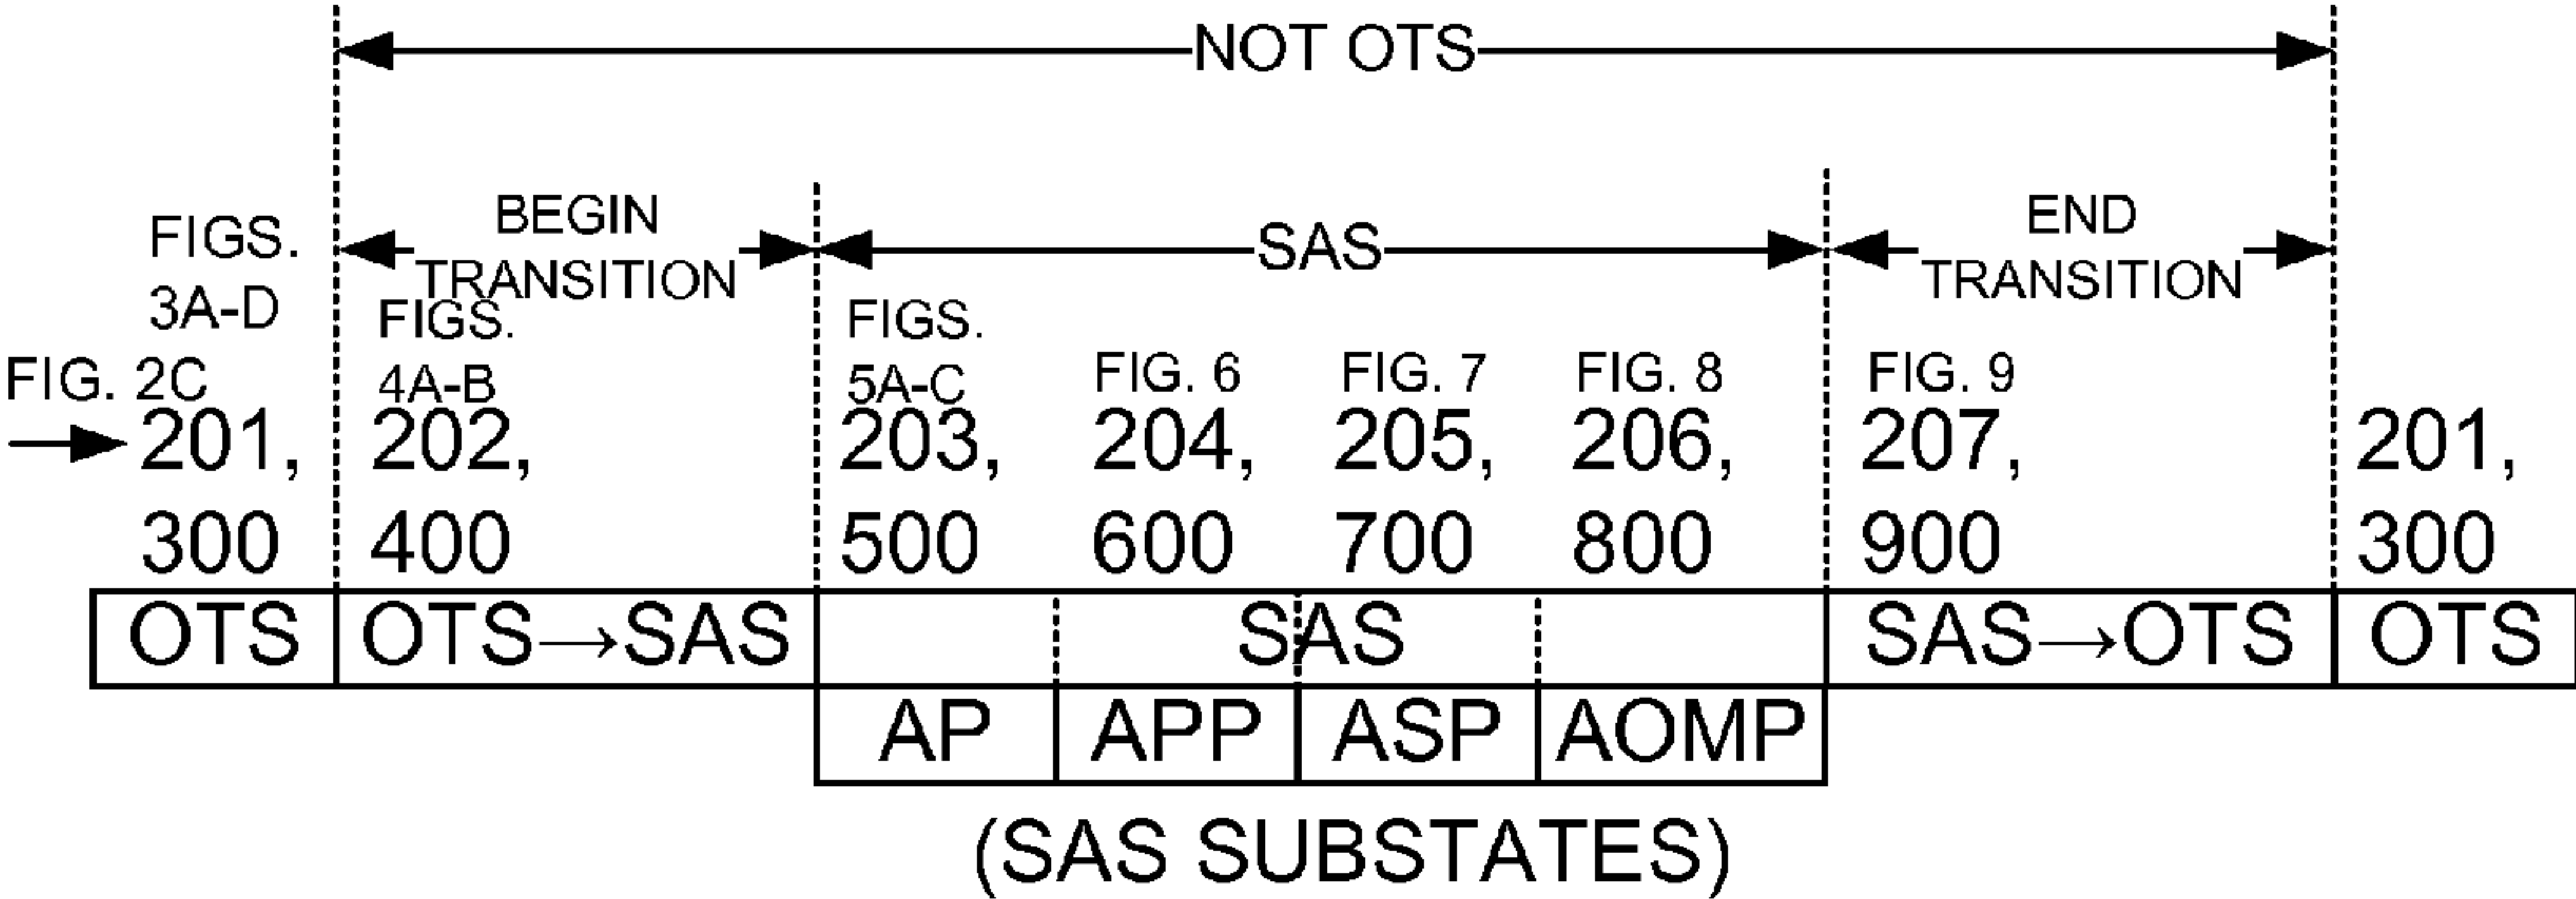 NOT OTS
FIGS.
3A-D
BEGIN
TRANSITION
SAS
END
TRANSITION
FIG. 2C
FIGS.
4A-B
FIGS.
5A-C
FIG. 6
FIG. 7
FIG. 8
FIG. 9
201,
300
202,
400
203,
500
204,
600
205,
700
206,
800
207,
900
201,
300
OTS
OTS→SAS
SAS
SAS→OTS
OTS
AP
APP
ASP
AOMP
(SAS SUBSTATES)